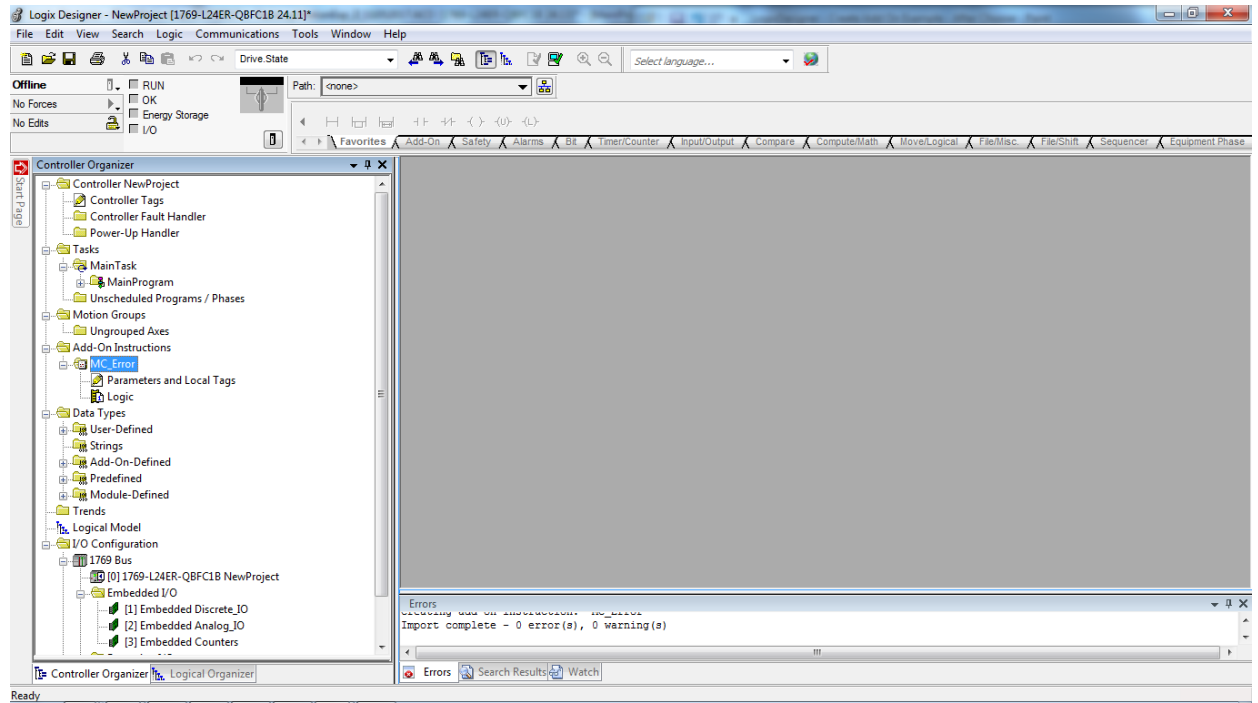 Logix Designer - NewProject [1769-L24ER-QBFC1B 24.11]*
File Edit View Search Logic Communications Tools Window Help
Drive.State
Select language...
Offline
RUN
Path: <none>
No Forces
OK
Energy Storage
No Edits
I/O
Favorites Add-On Safety Alarms Bit Timer/Counter Input/Output Compare Compute/Math Move/Logical File/Misc. File/Shift Sequencer Equipment Phase
Start Page
Controller Organizer
Controller NewProject
Controller Tags
Controller Fault Handler
Power-Up Handler
Tasks
MainTask
MainProgram
Unscheduled Programs / Phases
Motion Groups
Ungrouped Axes
Add-On Instructions
MC_Error
Parameters and Local Tags
Logic
Data Types
User-Defined
Strings
Add-On-Defined
Predefined
Module-Defined
Trends
Logical Model
I/O Configuration
1769 Bus
[0] 1769-L24ER-QBFC1B NewProject
Embedded I/O
[1] Embedded Discrete_IO
[2] Embedded Analog_IO
[3] Embedded Counters
Controller Organizer Logical Organizer
Errors
Creating add on instruction: MC_Error
Import complete - 0 error(s), 0 warning(s)
Errors Search Results Watch
Ready